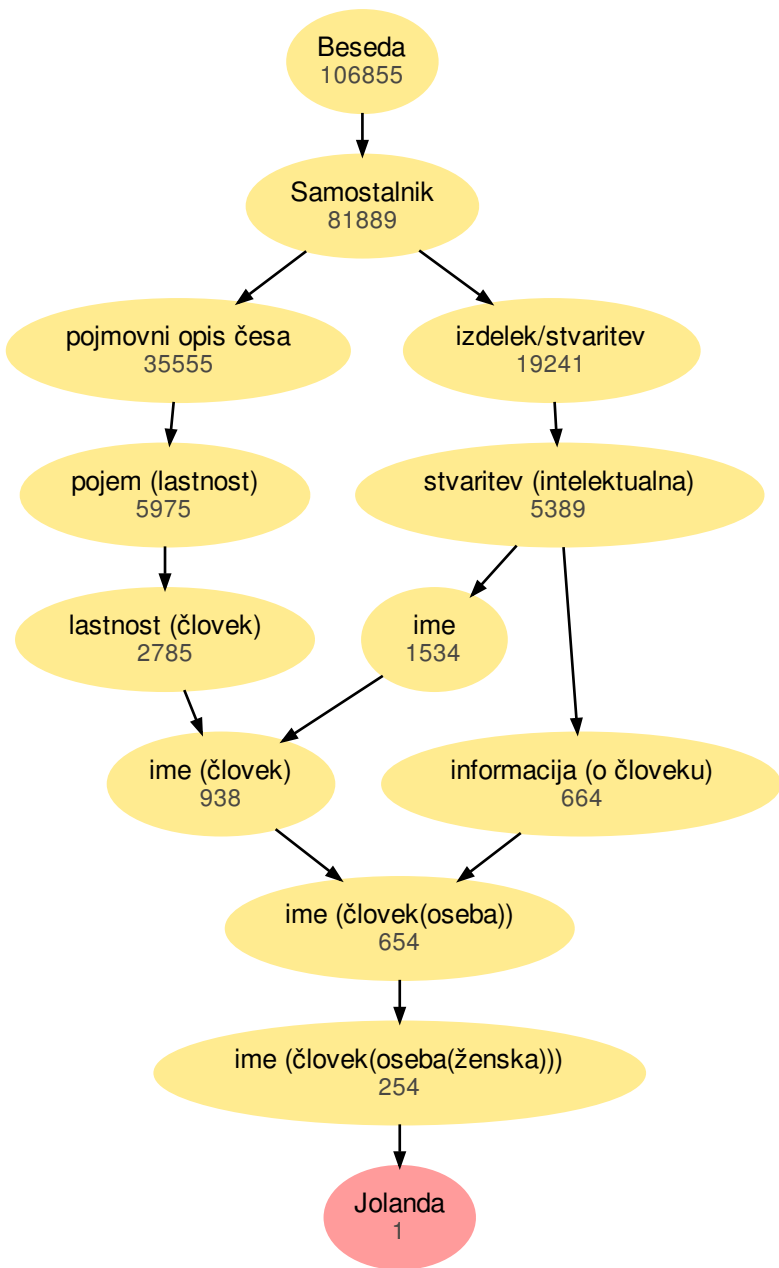 Beseda
106855
Samostalnik
81889
pojmovni opis česa
35555
izdelek/stvaritev
19241
pojem (lastnost)
5975
stvaritev (intelektualna)
5389
lastnost (človek)
2785
ime
1534
ime (človek)
938
informacija (o človeku)
664
ime (človek(oseba))
654
ime (človek(oseba(ženska)))
254
Jolanda
1